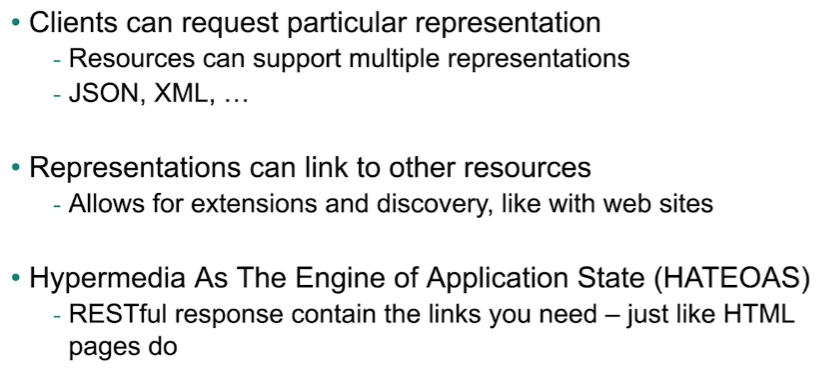 • Clients can request particular representation
- Resources can support multiple representations
- JSON, XML, …
• Representations can link to other resources
- Allows for extensions and discovery, like with web sites
• Hypermedia As The Engine of Application State (HATEOAS)
- RESTful response contain the links you need – just like HTML
pages do